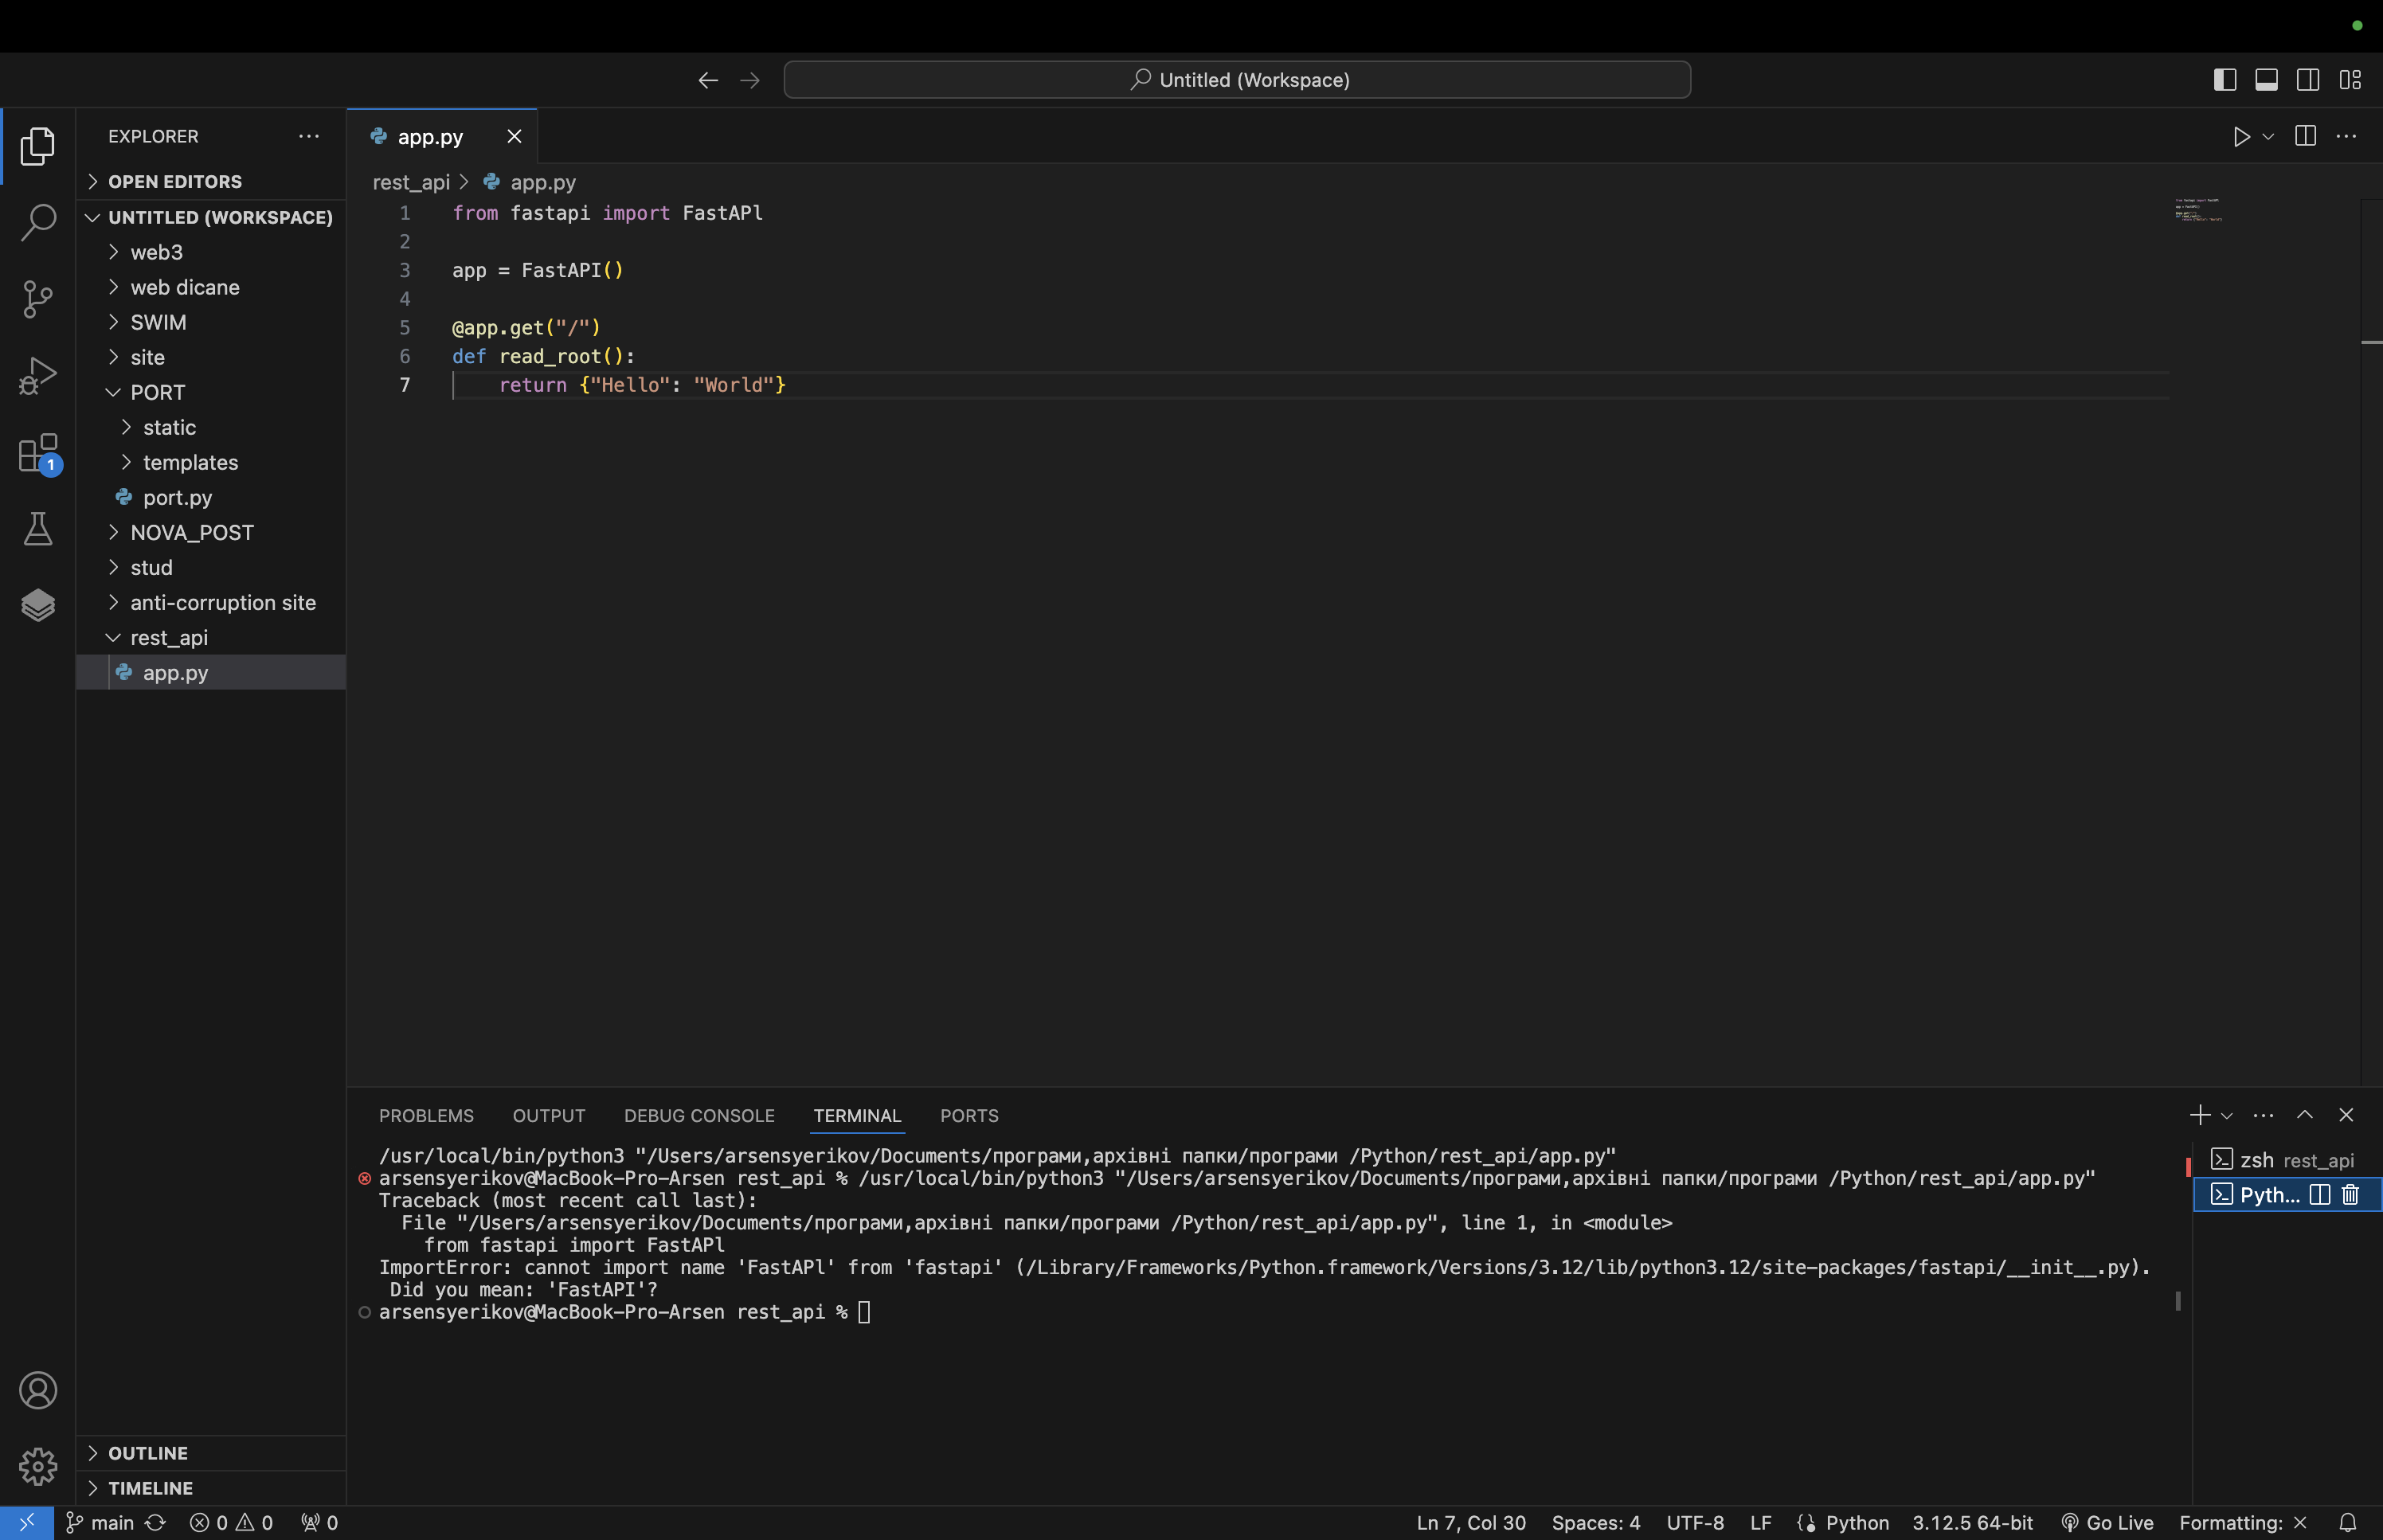 Untitled (Workspace)
EXPLORER
OPEN EDITORS
UNTITLED (WORKSPACE)
web3
web dicane
SWIM
site
PORT
static
templates
port.py
NOVA_POST
stud
anti-corruption site
rest_api
app.py
OUTLINE
TIMELINE
1
app.py
rest_api > app.py
1 from fastapi import FastAPl
2
3 app = FastAPI()
4
5 @app.get("/")
6 def read_root():
7     return {"Hello": "World"}
PROBLEMS OUTPUT DEBUG CONSOLE TERMINAL PORTS
/usr/local/bin/python3 "/Users/arsensyerikov/Documents/програми,архівні папки/програми /Python/rest_api/app.py"
arsensyerikov@MacBook-Pro-Arsen rest_api % /usr/local/bin/python3 "/Users/arsensyerikov/Documents/програми,архівні папки/програми /Python/rest_api/app.py"
Traceback (most recent call last):
  File "/Users/arsensyerikov/Documents/програми,архівні папки/програми /Python/rest_api/app.py", line 1, in <module>
    from fastapi import FastAPl
ImportError: cannot import name 'FastAPl' from 'fastapi' (/Library/Frameworks/Python.framework/Versions/3.12/lib/python3.12/site-packages/fastapi/__init__.py).
 Did you mean: 'FastAPI'?
arsensyerikov@MacBook-Pro-Arsen rest_api %
zsh rest_api
Pyth...
main 0 0 0 Ln 7, Col 30 Spaces: 4 UTF-8 LF Python 3.12.5 64-bit Go Live Formatting: